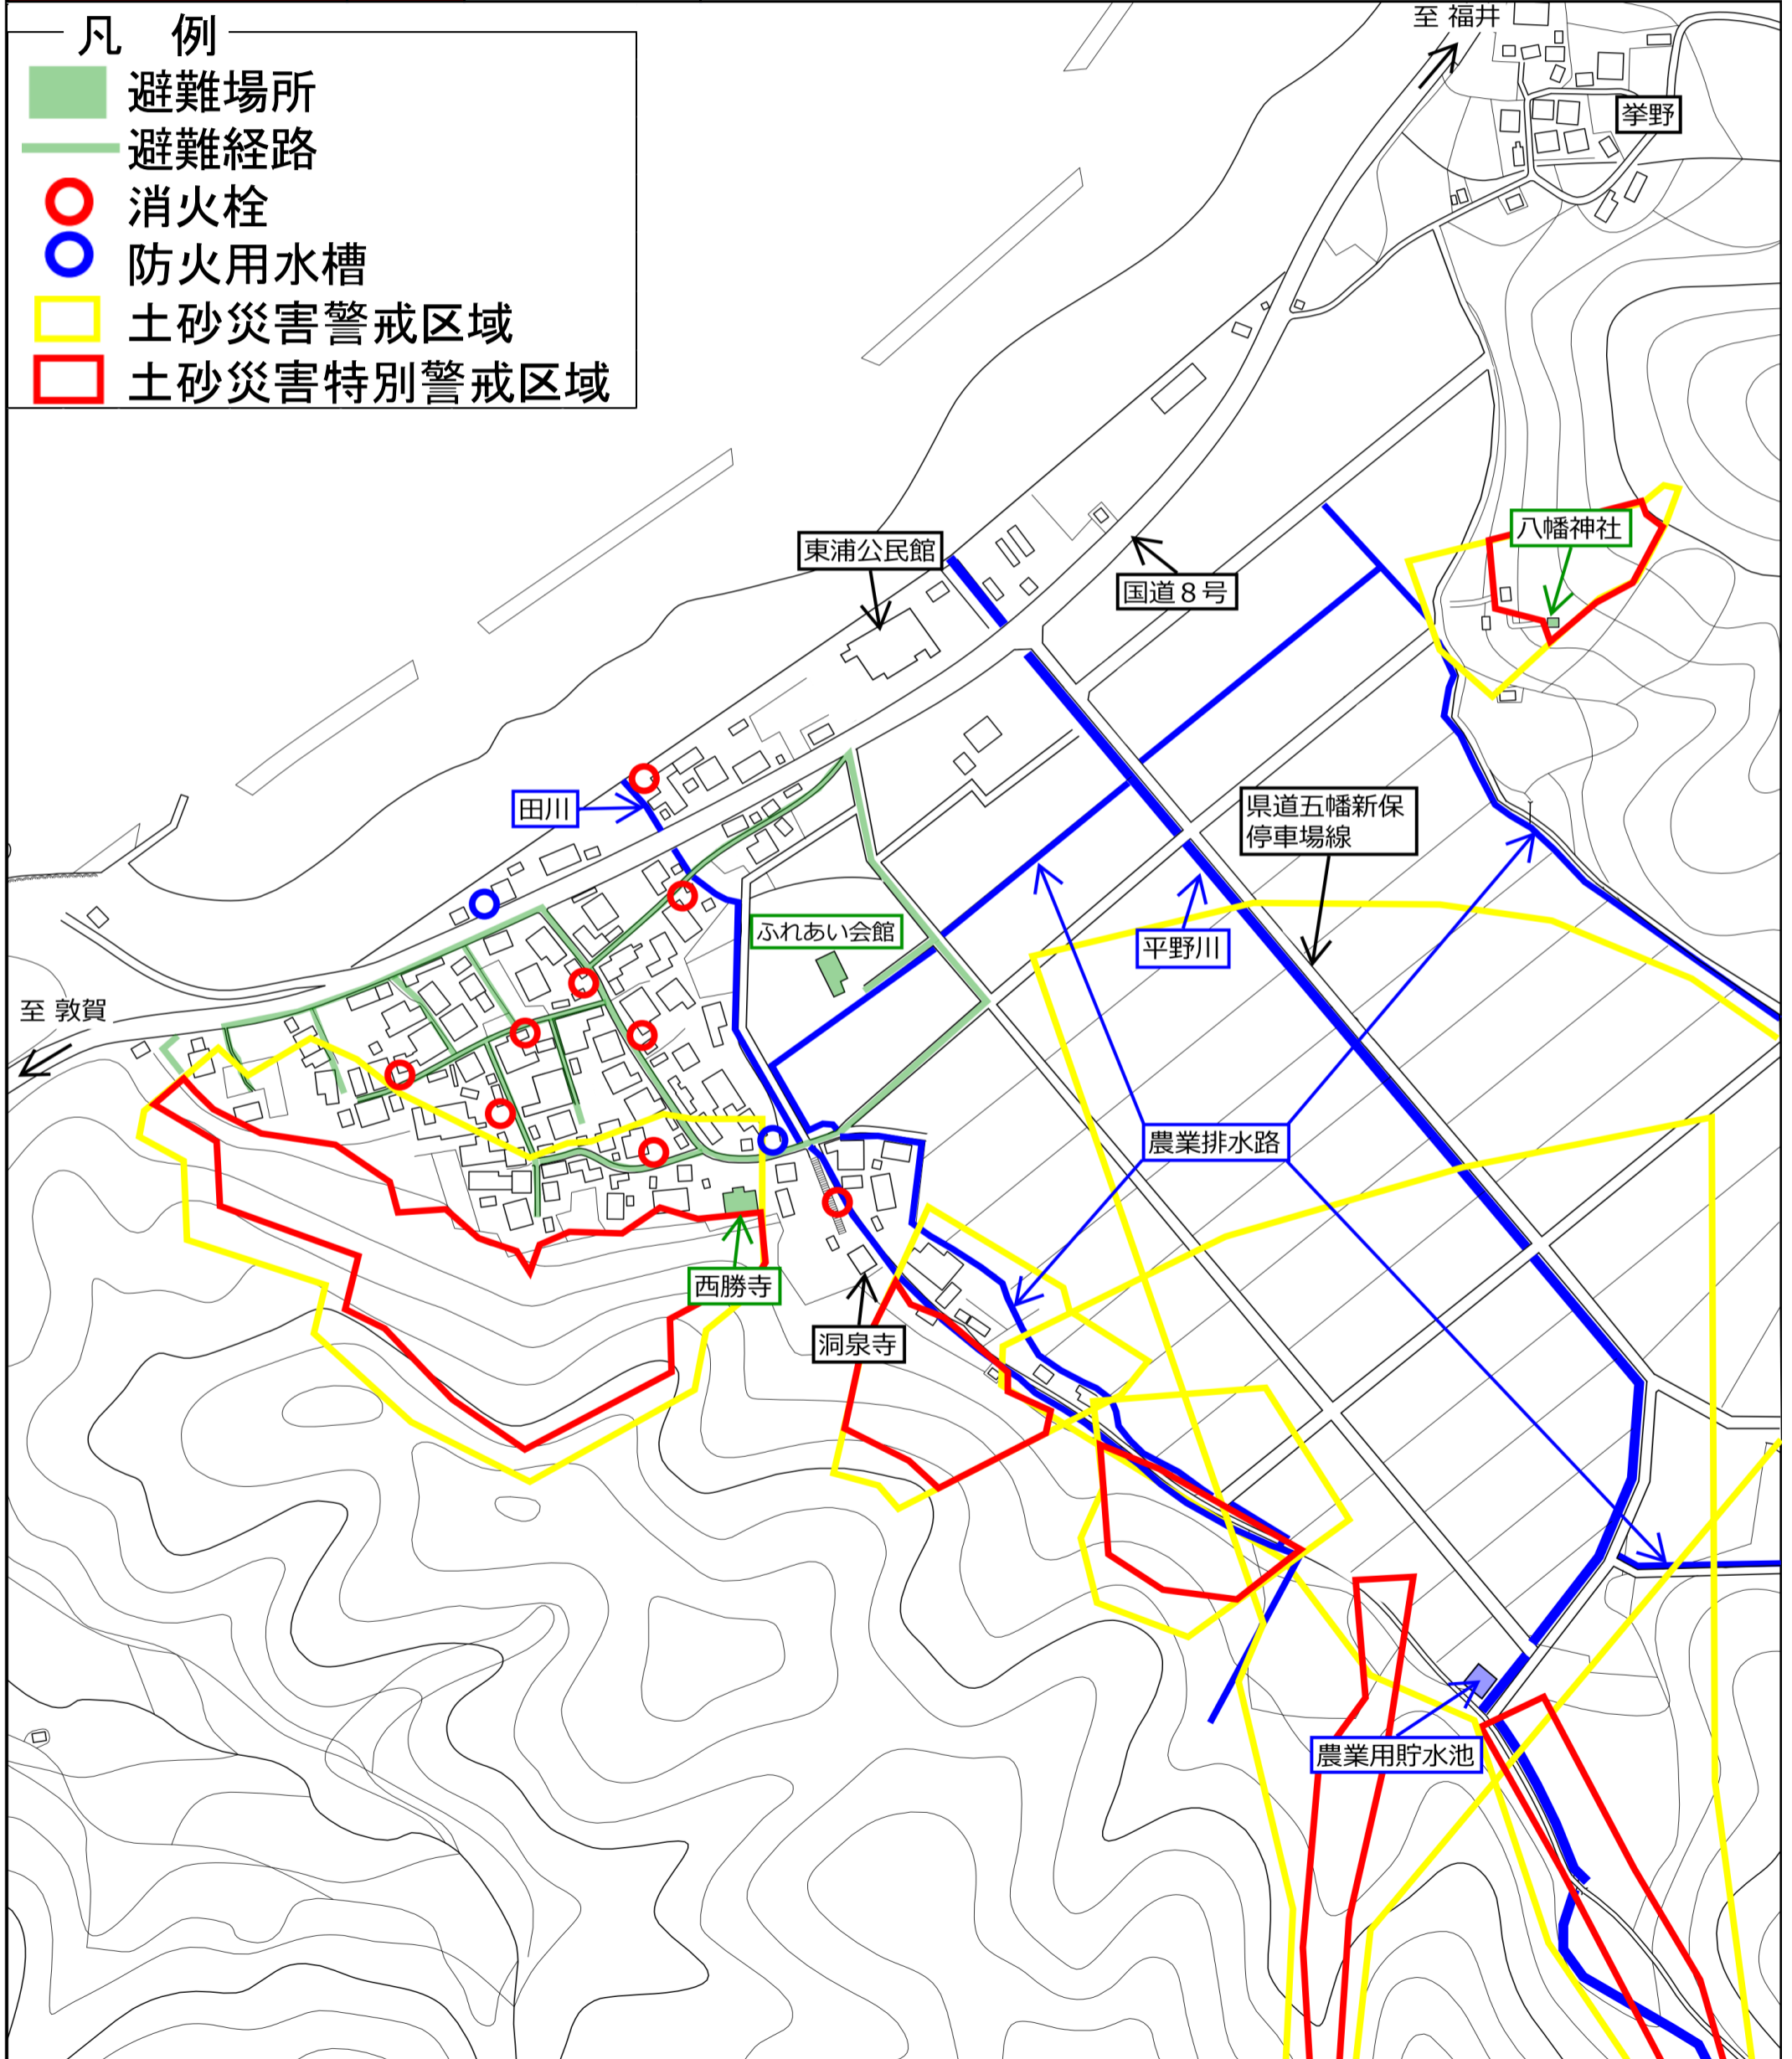 凡 例
避難場所
避難経路
消火栓
防火用水槽
土砂災害警戒区域
土砂災害特別警戒区域
至 福井
挙野
八幡神社
東浦公民館
国道８号
田川
県道五幡新保
停車場線
ふれあい会館
平野川
至 敦賀
農業排水路
西勝寺
洞泉寺
農業用貯水池